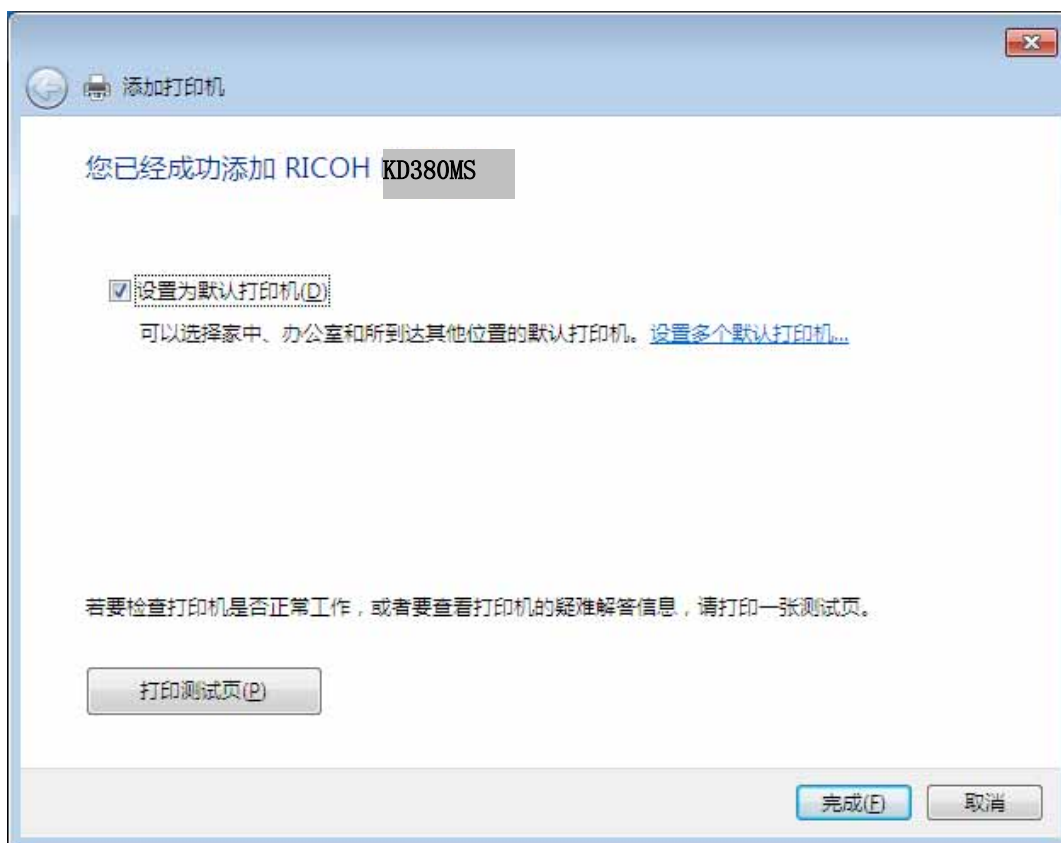 添加打印机
您已经成功添加 RICOH KD380MS
设置为默认打印机(D)
可以选择家中、办公室和所到达其他位置的默认打印机。设置多个默认打印机...
若要检查打印机是否正常工作，或者要查看打印机的疑难解答信息，请打印一张测试页。
打印测试页(P)
完成(F) 取消